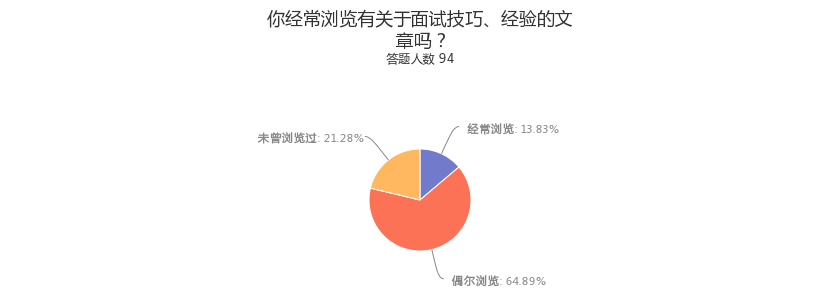 你经常浏览有关于面试技巧、经验的文
章吗？
答题人数 94
未曾浏览过: 21.28%
经常浏览: 13.83%
偶尔浏览: 64.89%